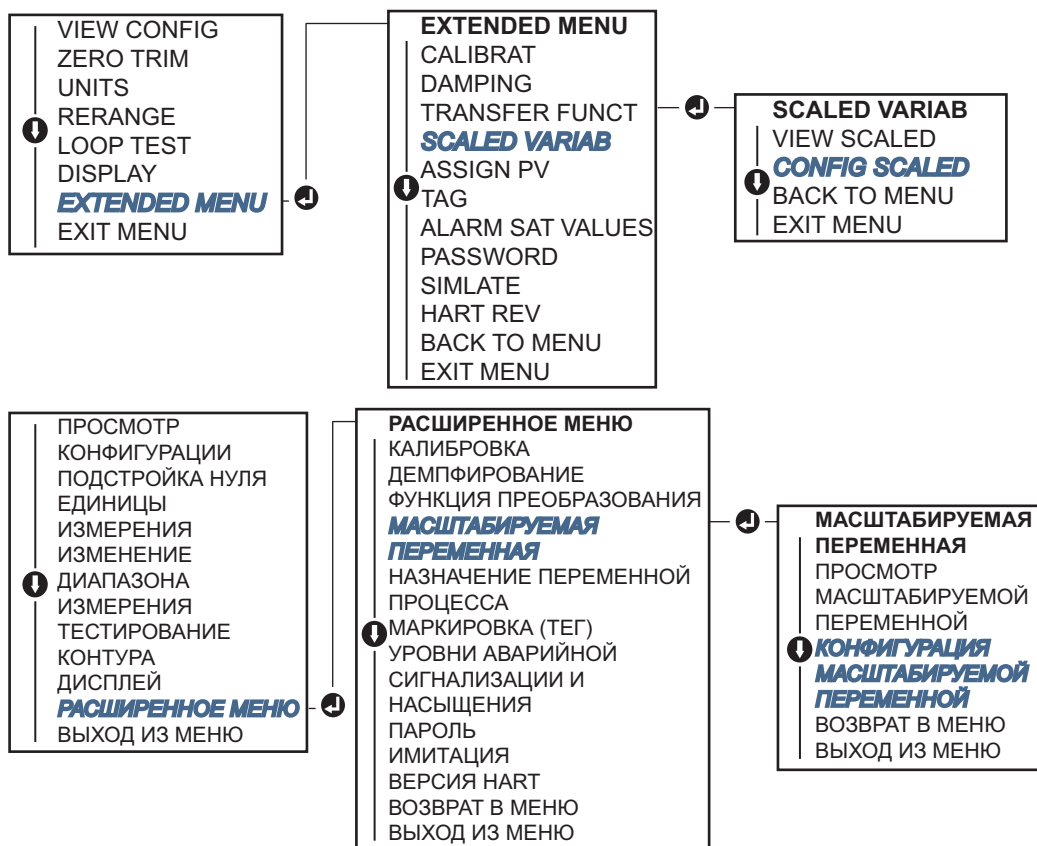 VIEW CONFIG
ZERO TRIM
UNITS
RERANGE
LOOP TEST
DISPLAY
EXTENDED MENU
EXIT MENU
EXTENDED MENU
CALIBRAT
DAMPING
TRANSFER FUNCT
SCALED VARIAB
ASSIGN PV
TAG
ALARM SAT VALUES
PASSWORD
SIMLATE
HART REV
BACK TO MENU
EXIT MENU
SCALED VARIAB
VIEW SCALED
CONFIG SCALED
BACK TO MENU
EXIT MENU
ПРОСМОТР
КОНФИГУРАЦИИ
ПОДСТРОЙКА НУЛЯ
ЕДИНИЦЫ
ИЗМЕРЕНИЯ
ИЗМЕНЕНИЕ
ДИАПАЗОНА
ИЗМЕРЕНИЯ
ТЕСТИРОВАНИЕ
КОНТУРА
ДИСПЛЕЙ
РАСШИРЕННОЕ МЕНЮ
ВЫХОД ИЗ МЕНЮ
РАСШИРЕННОЕ МЕНЮ
КАЛИБРОВКА
ДЕМПФИРОВАНИЕ
ФУНКЦИЯ ПРЕОБРАЗОВАНИЯ
МАСШТАБИРУЕМАЯ
ПЕРЕМЕННАЯ
НАЗНАЧЕНИЕ ПЕРЕМЕННОЙ
ПРОЦЕССА
МАРКИРОВКА (ТЕГ)
УРОВНИ АВАРИЙНОЙ
СИГНАЛИЗАЦИИ И
НАСЫЩЕНИЯ
ПАРОЛЬ
ИМИТАЦИЯ
ВЕРСИЯ HART
ВОЗВРАТ В МЕНЮ
ВЫХОД ИЗ МЕНЮ
МАСШТАБИРУЕМАЯ
ПЕРЕМЕННАЯ
ПРОСМОТР
МАСШТАБИРУЕМОЙ
ПЕРЕМЕННОЙ
КОНФИГУРАЦИЯ
МАСШТАБИРУЕМОЙ
ПЕРЕМЕННОЙ
ВОЗВРАТ В МЕНЮ
ВЫХОД ИЗ МЕНЮ